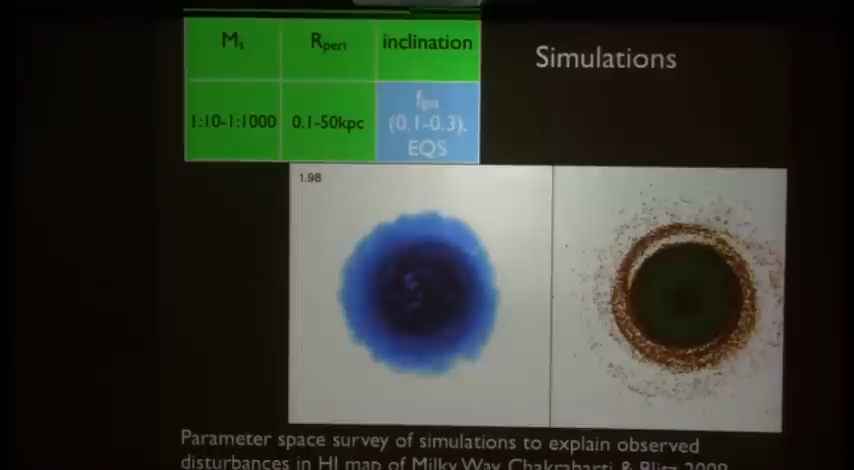 Ms Rperi inclination
Simulations
1:10-1:1000 0.1-50kpc fgas
(0.1-0.3),
EQS
1.98
Parameter space survey of simulations to explain observed
disturbances in HI map of Milky Way. Chakrabarti & Blitz 2009